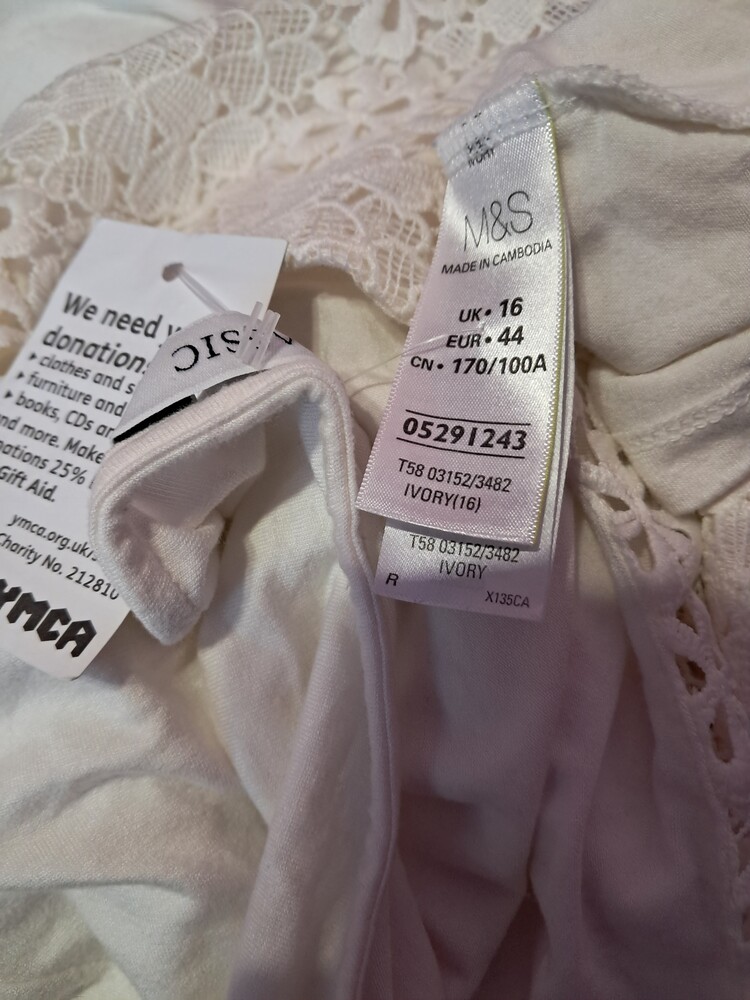 We need
donation
▸ clothes and s
▸ furniture and
▸ books, CDs ar
nd more. Make
nations 25%
Gift Aid.
ymca.org.uk/
Charity No. 212810
YMCA
SIC
M&S
MADE IN CAMBODIA
UK• 16
EUR• 44
CN• 170/100A
05291243
T58 03152/3482
IVORY(16)
T58 03152/3482
IVORY
R
X135CA